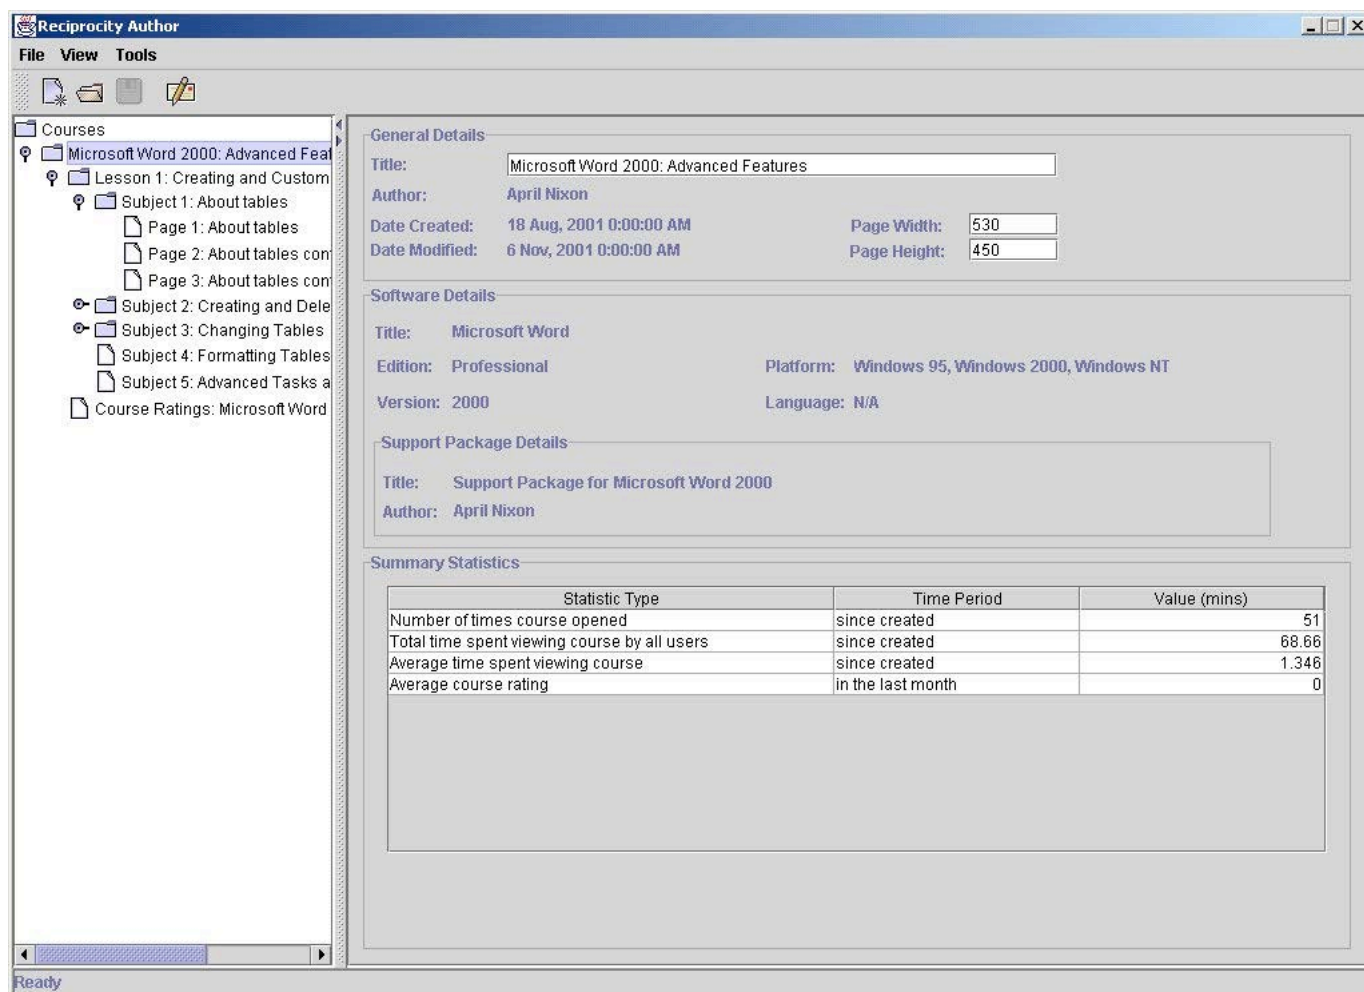 Reciprocity Author
File View Tools
Courses
Microsoft Word 2000: Advanced Feat
Lesson 1: Creating and Custom
Subject 1: About tables
Page 1: About tables
Page 2: About tables con
Page 3: About tables con
Subject 2: Creating and Dele
Subject 3: Changing Tables
Subject 4: Formatting Tables
Subject 5: Advanced Tasks a
Course Ratings: Microsoft Word
General Details
Title: Microsoft Word 2000: Advanced Features
Author: April Nixon
Date Created: 18 Aug, 2001 0:00:00 AM Page Width: 530
Date Modified: 6 Nov, 2001 0:00:00 AM Page Height: 450
Software Details
Title: Microsoft Word
Edition: Professional Platform: Windows 95, Windows 2000, Windows NT
Version: 2000 Language: N/A
Support Package Details
Title: Support Package for Microsoft Word 2000
Author: April Nixon
Summary Statistics
Statistic Type Time Period Value (mins)
Number of times course opened since created 51
Total time spent viewing course by all users since created 68.66
Average time spent viewing course since created 1.346
Average course rating in the last month 0
Ready